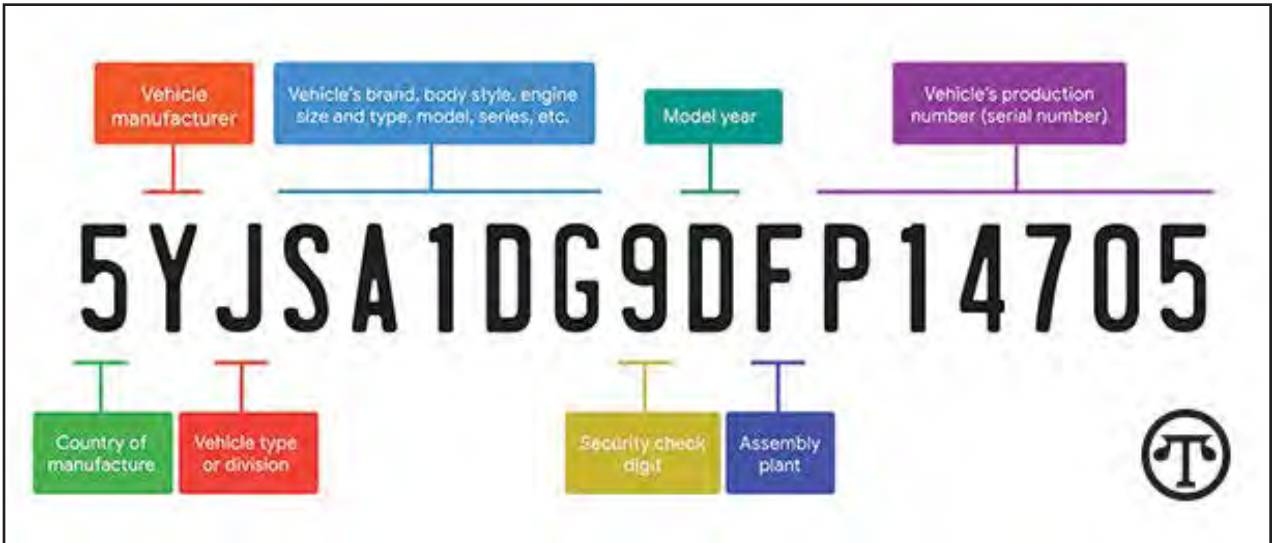 Vehicle
manufacturer
Vehicle's brand, body style, engine
size and type, model, series, etc.
Model year
Vehicle's production
number (serial number)
5YJSA1DG9DFP14705
Country of
manufacture
Vehicle type
or division
Security check
digit
Assembly
plant